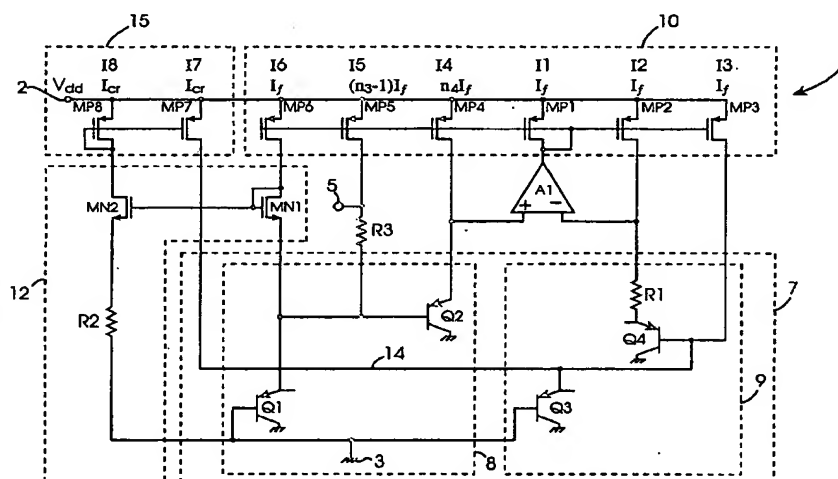 15
10
I8 I7 I6 I5 I4 I1 I2 I3
Icr Icr If (n3-1)If n4If If If If
2
Vdd
MP8 MP7 MP6 MP5 MP4 MP1 MP2 MP3
5
A1
+ −
MN2 MN1
R3
12
7
R2
R1
Q2
Q4
14
9
Q1
Q3
3
8